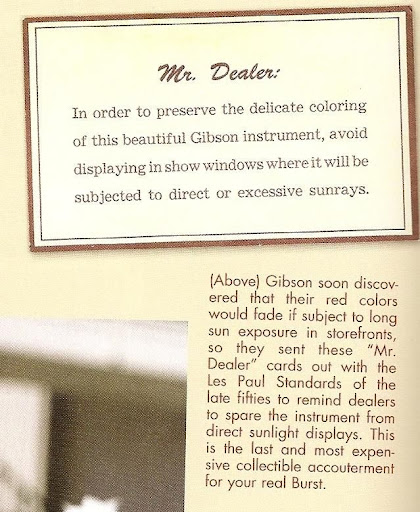 Mr. Dealer:
In order to preserve the delicate coloring
of this beautiful Gibson instrument, avoid
displaying in show windows where it will be
subjected to direct or excessive sunrays.
(Above) Gibson soon discov-
ered that their red colors
would fade if subject to long
sun exposure in storefronts,
so they sent these “Mr.
Dealer” cards out with the
Les Paul Standards of the
late fifties to remind dealers
to spare the instrument from
direct sunlight displays. This
is the last and most expen-
sive collectible accouterment
for your real Burst.